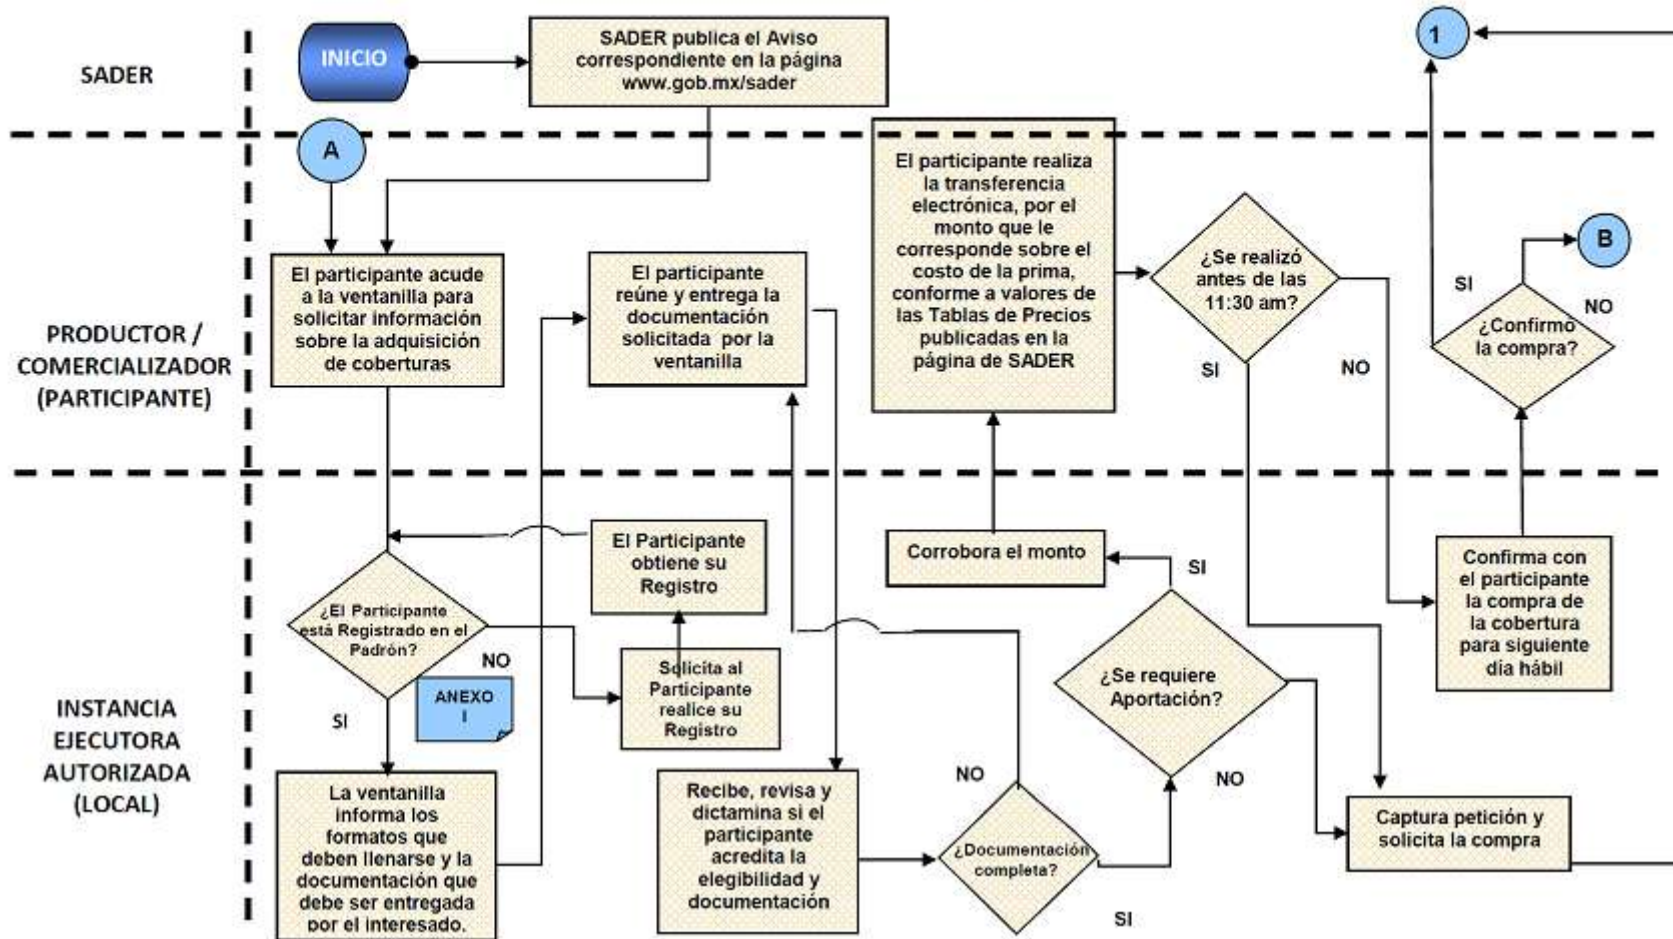 SADER
INICIO
SADER publica el Aviso
correspondiente en la página
www.gob.mx/sader
1
A
PRODUCTOR /
COMERCIALIZADOR
(PARTICIPANTE)
El participante acude
a la ventanilla para
solicitar información
sobre la adquisición
de coberturas
El participante
reúne y entrega la
documentación
solicitada por la
ventanilla
El participante realiza
la transferencia
electrónica, por el
monto que le
corresponde sobre el
costo de la prima,
conforme a valores de
las Tablas de Precios
publicadas en la
página de SADER
¿Se realizó
antes de las
11:30 am?
SI
NO
B
SI
NO
¿Confirmo
la compra?
INSTANCIA
EJECUTORA
AUTORIZADA
(LOCAL)
¿El Participante
está Registrado en el
Padrón?
NO
SI
ANEXO
I
El Participante
obtiene su
Registro
Solicita al
Participante
realice su
Registro
La ventanilla
informa los
formatos que
deben llenarse y la
documentación que
debe ser entregada
por el interesado.
Recibe, revisa y
dictamina si el
participante
acredita la
elegibilidad y
documentación
NO
¿Documentación
completa?
SI
Corrobora el monto
SI
¿Se requiere
Aportación?
NO
Confirma con
el participante
la compra de
la cobertura
para siguiente
día hábil
Captura petición y
solicita la compra